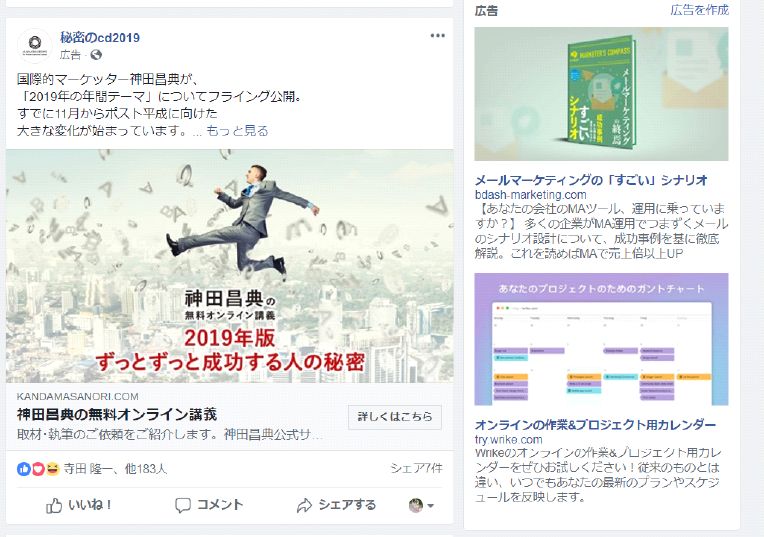 秘密のcd2019
広告
国際的マーケッター神田昌典が、
「2019年の年間テーマ」についてフライング公開。
すでに11月からポスト平成に向けた
大きな変化が始まっています。... もっと見る
神田昌典の
無料オンライン講義
2019年版
ずっとずっと成功する人の秘密
KANDAMASANORI.COM
神田昌典の無料オンライン講義
詳しくはこちら
取材・執筆のご依頼をご紹介します。神田昌典公式サ...
寺田 隆一、他183人
シェア7件
いいね！
コメント
シェアする
広告
広告を作成
MARKETER'S COMPASS
メールマーケティングの終焉
すごいシナリオ
成功事例
メールマーケティングの「すごい」シナリオ
bdash-marketing.com
【あなたの会社のMAツール、運用に乗っていま
すか？】 多くの企業がMA運用でつまずくメール
のシナリオ設計について、成功事例を基に徹底
解説。これを読めばMAで売上倍以上UP
あなたのプロジェクトのためのガントチャート
オンラインの作業&プロジェクト用カレンダー
try.wrike.com
Wrikeのオンラインの作業&プロジェクト用カレ
ンダーをぜひお試しください！従来のものとは
違い、いつでもあなたの最新のプランやスケジ
ュールを反映します。